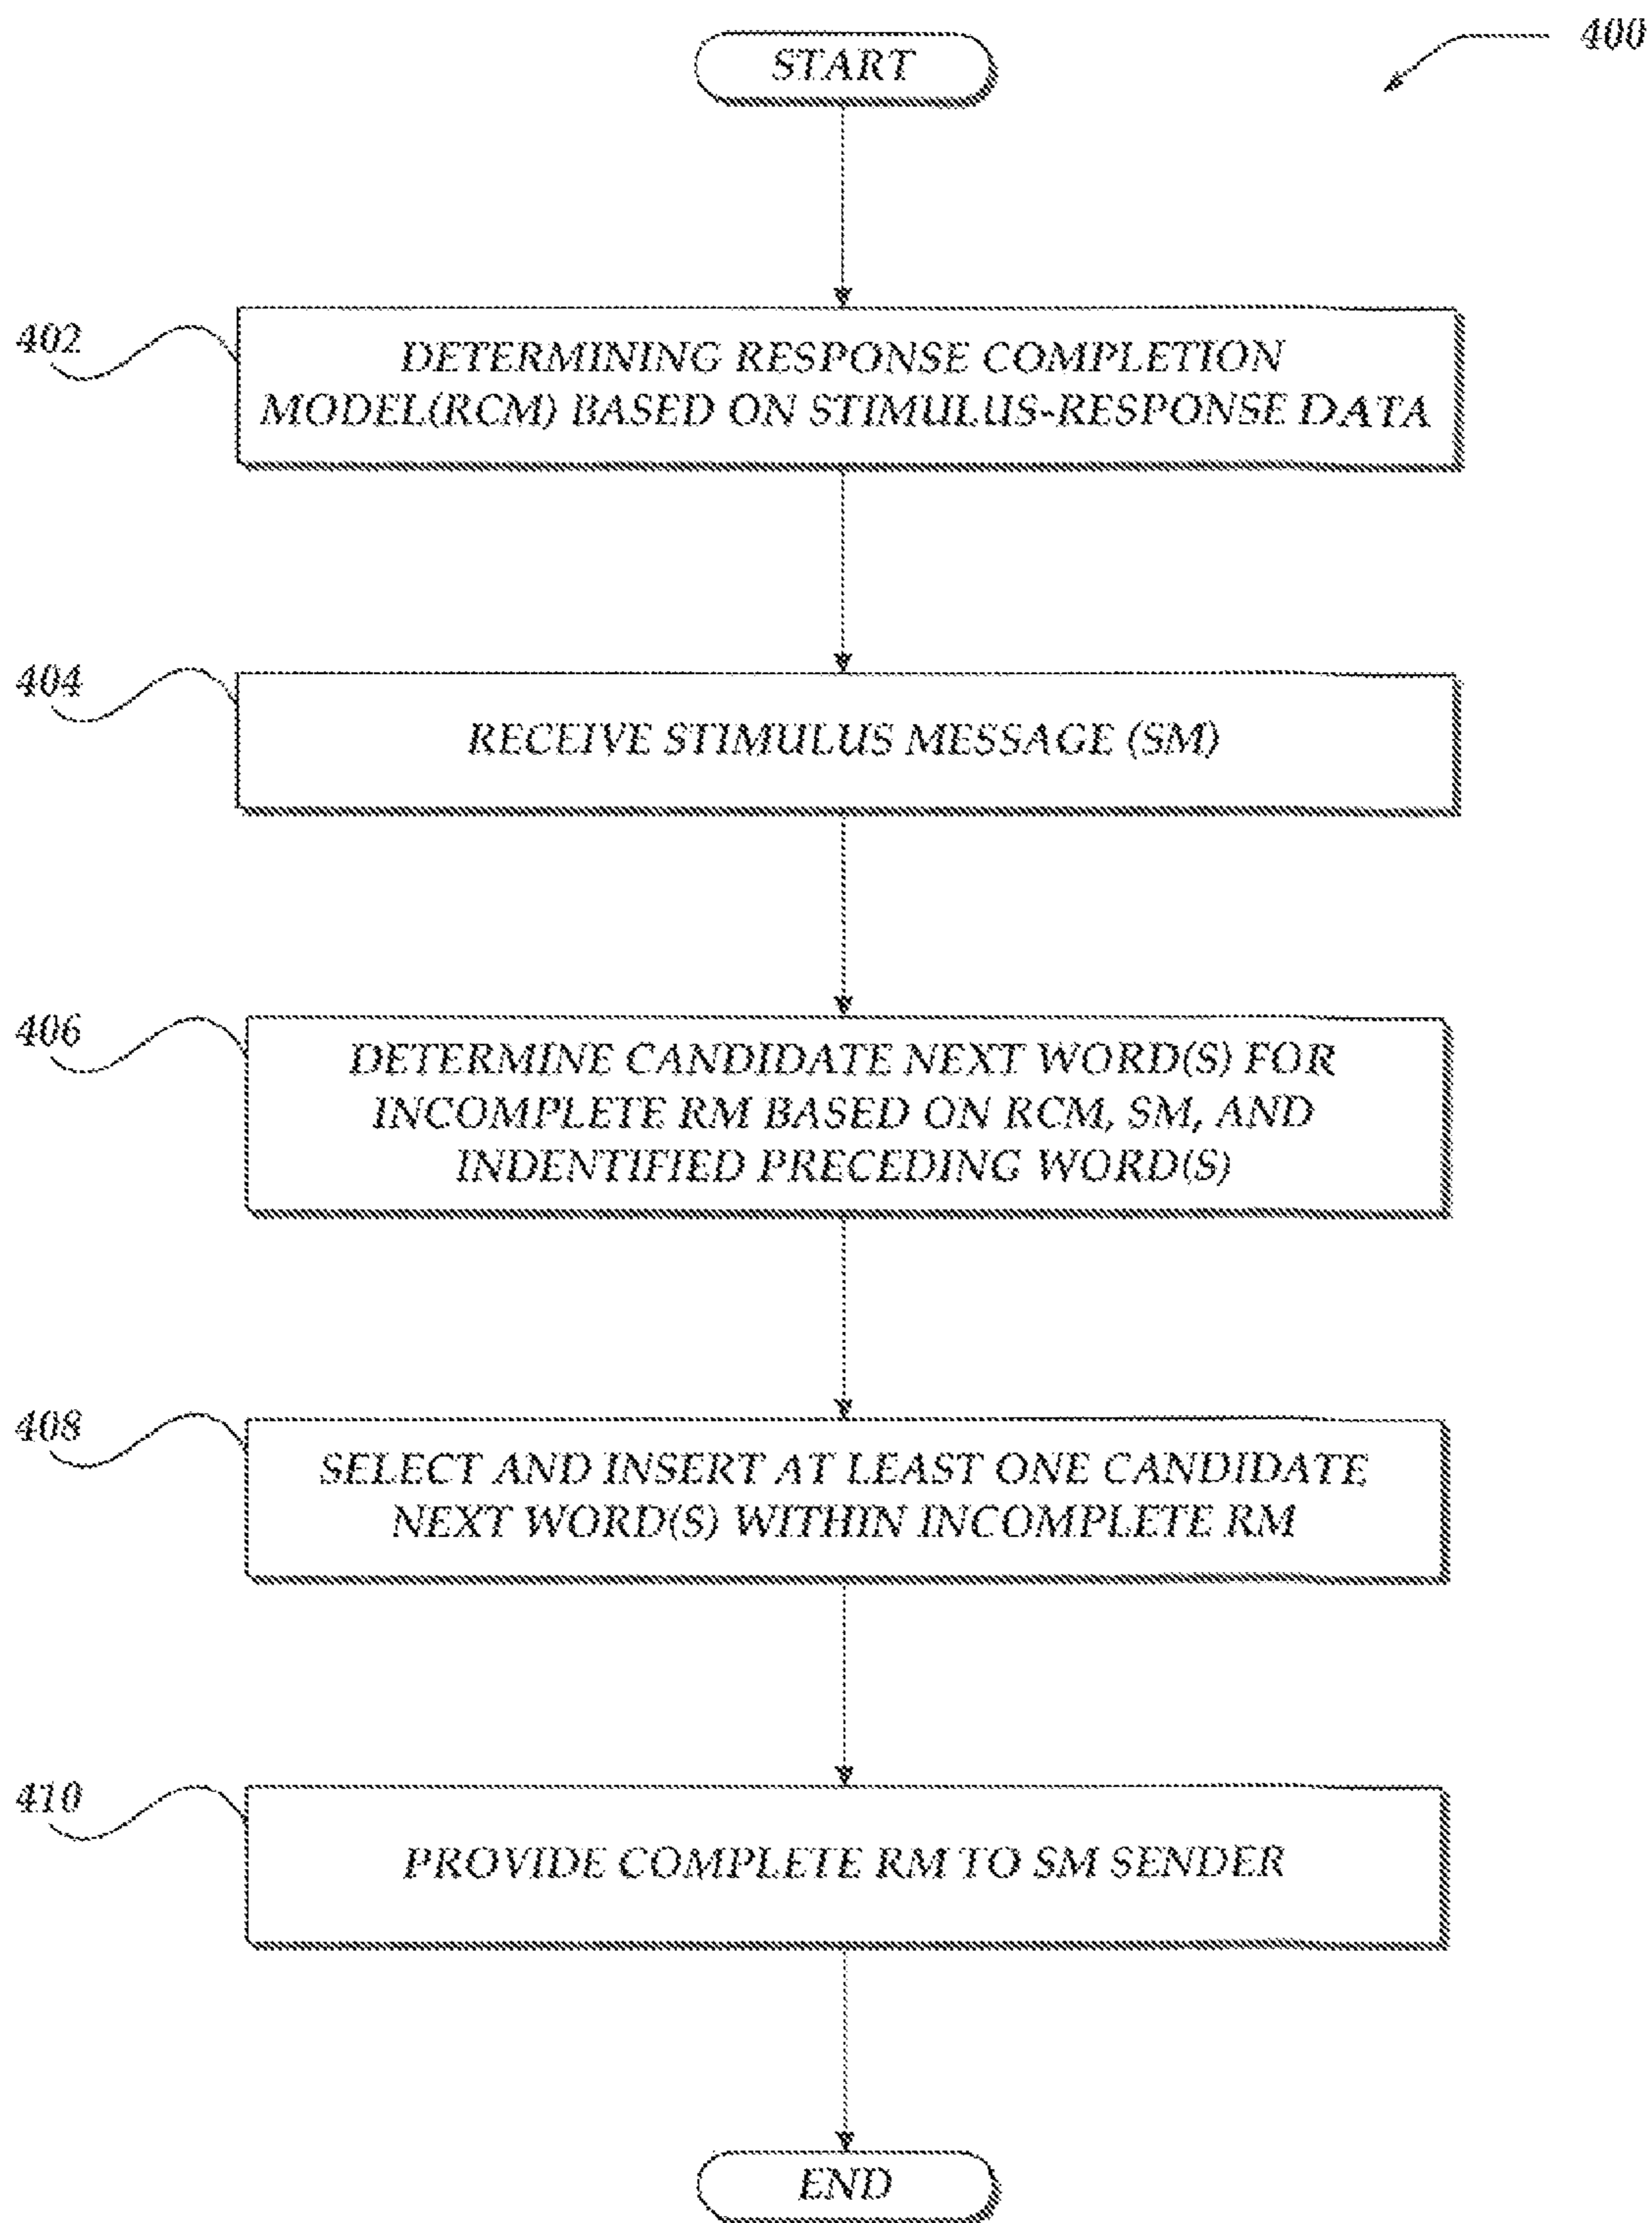 400
START
402
DETERMINING RESPONSE COMPLETION
MODEL(RCM) BASED ON STIMULUS-RESPONSE DATA
404
RECEIVE STIMULUS MESSAGE (SM)
406
DETERMINE CANDIDATE NEXT WORD(S) FOR
INCOMPLETE RM BASED ON RCM, SM, AND
INDENTIFIED PRECEDING WORD(S)
408
SELECT AND INSERT AT LEAST ONE CANDIDATE
NEXT WORD(S) WITHIN INCOMPLETE RM
410
PROVIDE COMPLETE RM TO SM SENDER
END